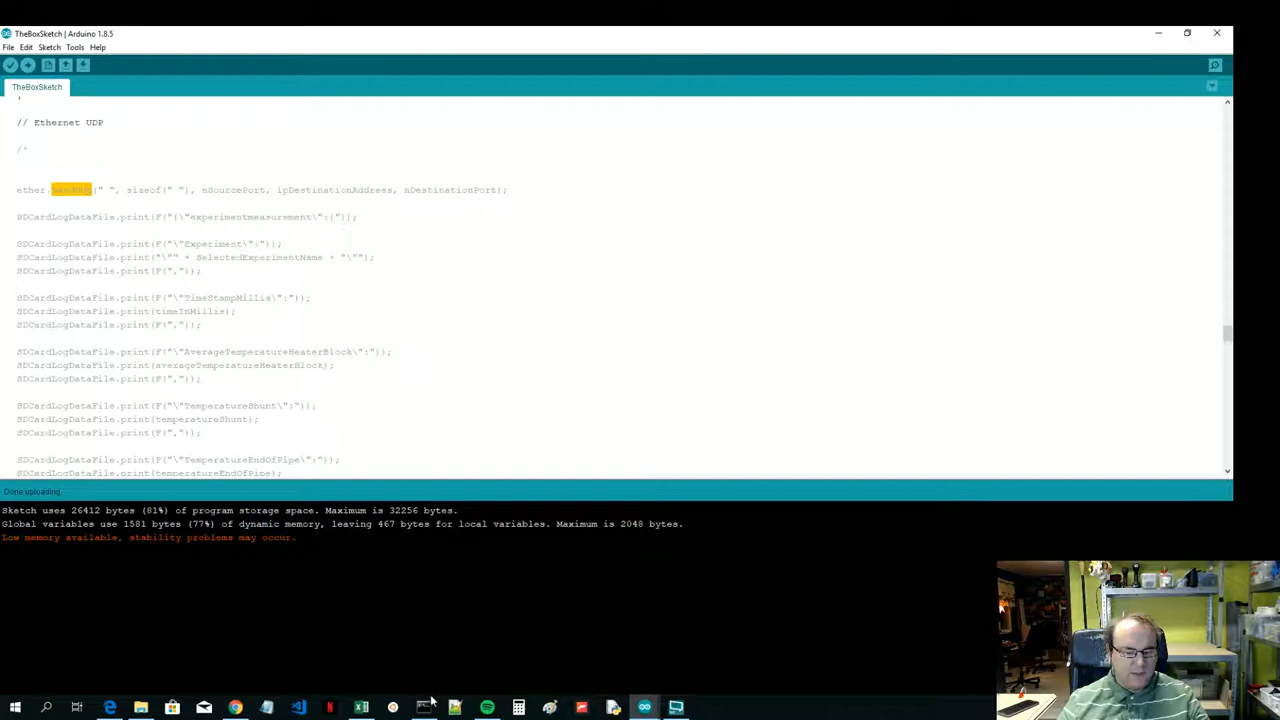 TheBoxSketch | Arduino 1.8.5
File Edit Sketch Tools Help
TheBoxSketch
// Ethernet UDP
/*
ether.sendUdp(" ", sizeof(" "), nSourcePort, ipDestinationAddress, nDestinationPort);
SDCardLogDataFile.print(F("{\"experimentmeasurement\":{"));
SDCardLogDataFile.print(F("\"Experiment\":"));
SDCardLogDataFile.print("\"" + SelectedExperimentName + "\"");
SDCardLogDataFile.print(F(","));
SDCardLogDataFile.print(F("\"TimeStampMillis\":"));
SDCardLogDataFile.print(timeInMillis);
SDCardLogDataFile.print(F(","));
SDCardLogDataFile.print(F("\"AverageTemperatureHeaterBlock\":"));
SDCardLogDataFile.print(averageTemperatureHeaterBlock);
SDCardLogDataFile.print(F(","));
SDCardLogDataFile.print(F("\"TemperatureShunt\":"));
SDCardLogDataFile.print(temperatureShunt);
SDCardLogDataFile.print(F(","));
SDCardLogDataFile.print(F("\"TemperatureEndOfPipe\":"));
SDCardLogDataFile.print(temperatureEndOfPipe);
Done uploading.
Sketch uses 26412 bytes (81%) of program storage space. Maximum is 32256 bytes.
Global variables use 1581 bytes (77%) of dynamic memory, leaving 467 bytes for local variables. Maximum is 2048 bytes.
Low memory available, stability problems may occur.